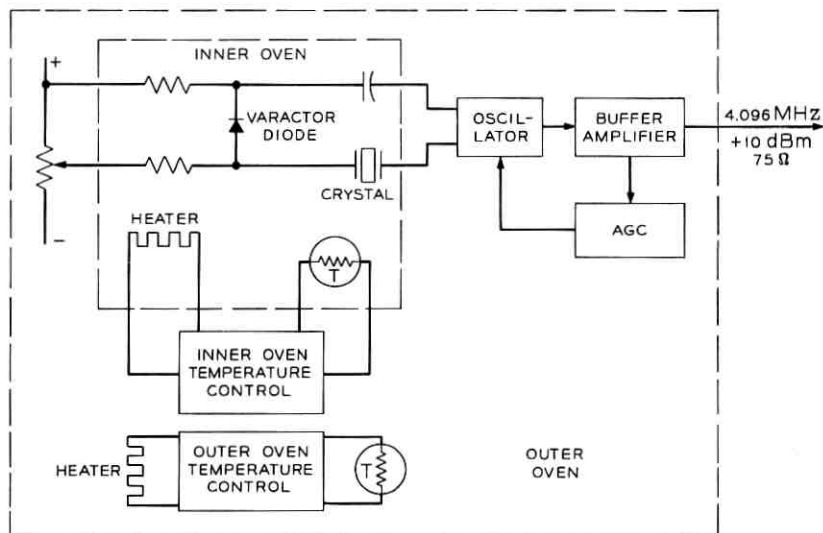 INNER OVEN
+
VARACTOR
DIODE
OSCIL-
LATOR
BUFFER
AMPLIFIER
4.096 MHz
+10 dBm
75 Ω
CRYSTAL
−
HEATER
T
AGC
INNER OVEN
TEMPERATURE
CONTROL
HEATER
OUTER OVEN
TEMPERATURE
CONTROL
T
OUTER
OVEN